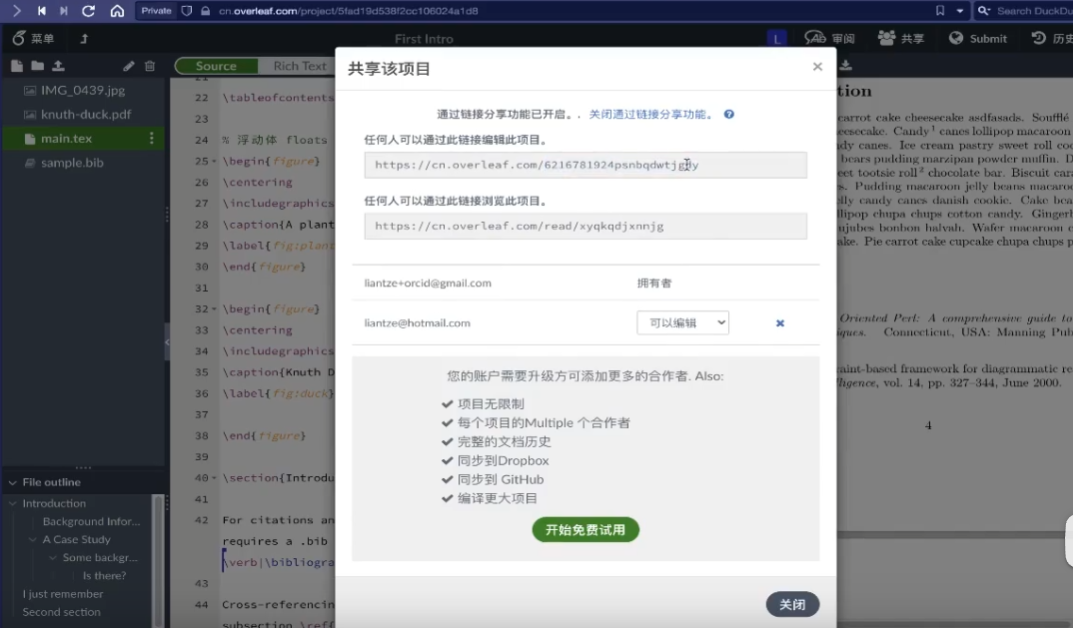 Private
cn.overleaf.com/project/5fad19d538f2cc106024a1d8
Search DuckDu
菜单
First Intro
L
审阅
共享
Submit
历史
Source
Rich Text
IMG_0439.jpg
knuth-duck.pdf
main.tex
sample.bib
22 \tableofcontents
23
24 % 浮动体 floats
25 \begin{figure}
26 \centering
27 \includegraphics
28 \caption{A plant
29 \label{fig:plan
30 \end{figure}
31
32 \begin{figure}
33 \centering
34 \includegraphics
35 \caption{Knuth D
36 \label{fig:duck}
37
38 \end{figure}
39
40 \section{Introdu
41
42 For citations an
requires a .bib
\verb|\bibliogra
43
44 Cross-referencin
subsection \ref{
File outline
Introduction
Background Infor...
A Case Study
Some backgr...
Is there?
I just remember
Second section
共享该项目
×
通过链接分享功能已开启。. 关闭通过链接分享功能。
任何人可以通过此链接编辑此项目。
https://cn.overleaf.com/6216781924psnbqdwtjg
任何人可以通过此链接浏览此项目。
https://cn.overleaf.com/read/xyqkqdjxnnjg
liantze+orcid@gmail.com 拥有者
liantze@hotmail.com 可以编辑
您的账户需要升级方可添加更多的合作者. Also:
项目无限制
每个项目的Multiple 个合作者
完整的文档历史
同步到Dropbox
同步到 GitHub
编译更大项目
开始免费试用
关闭
tion
carrot cake cheesecake asdfasads. Soufflé
eesecake. Candy¹ canes lollipop macaroon
dy canes. Ice cream pastry sweet roll coo
bears pudding marzipan powder muffin. D
eet tootsie roll² chocolate bar. Biscuit cara
s. Pudding macaroon jelly beans macaroo
lly candy canes danish cookie. Cake bea
llipop chupa chups cotton candy. Gingerb
ujubes bonbon halvah. Wafer macaroon c
ake. Pie carrot cake cupcake chupa chups p
Oriented Perl: A comprehensive guide to
iques. Connecticut, USA: Manning Pub
raint-based framework for diagrammatic re
lligence, vol. 14, pp. 327–344, June 2000.
4